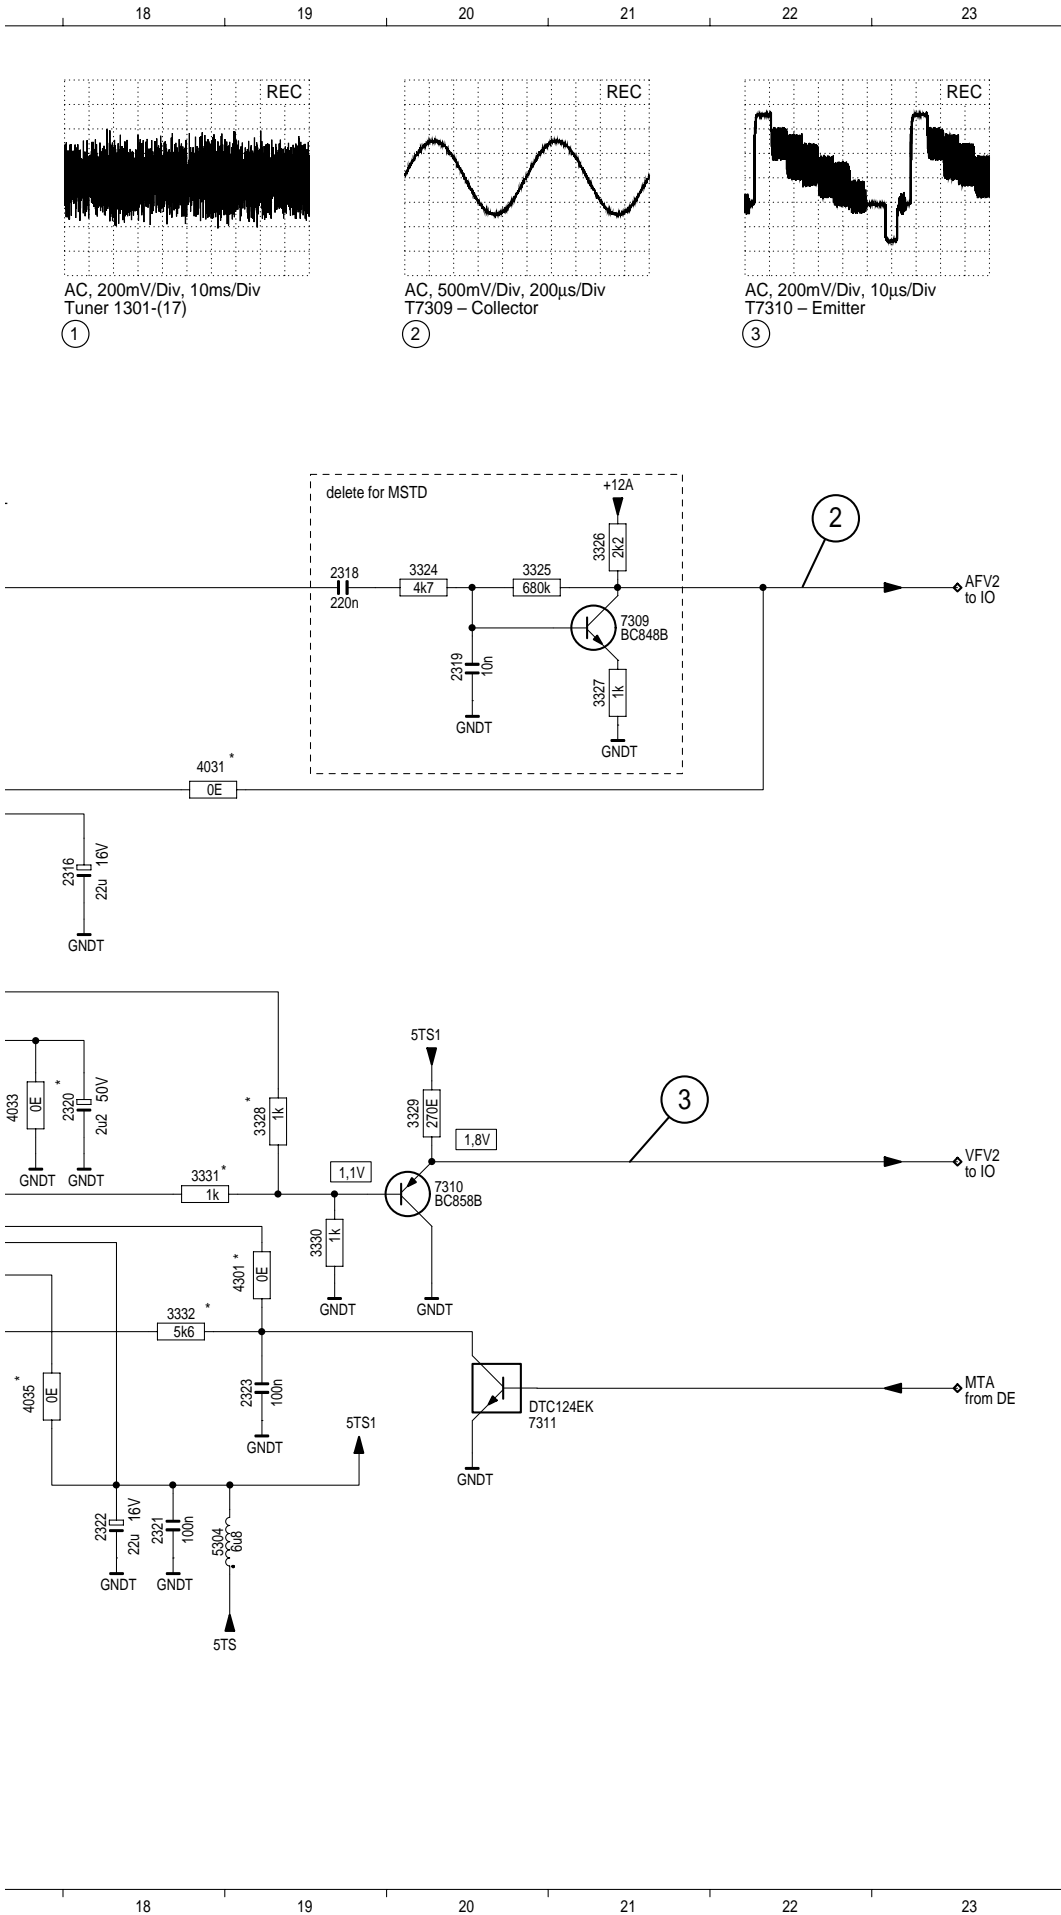 18 19 20 21 22 23
REC
REC
REC
AC, 200mV/Div, 10ms/Div
Tuner 1301-(17)
1
AC, 500mV/Div, 200µs/Div
T7309 – Collector
2
AC, 200mV/Div, 10µs/Div
T7310 – Emitter
3
delete for MSTD
+12A
3326
2k2
2
2318
220n
3324
4k7
3325
680k
AFV2
to IO
7309
BC848B
2319
10n
3327
1k
GNDT
GNDT
4031 *
0E
2316
22u 16V
GNDT
5TS1
4033
0E
2320 *
2u2 50V
3328 *
1k
3329
270E
3
1,8V
VFV2
to IO
GNDT GNDT
3331 *
1k
1,1V
7310
BC858B
3330
1k
4301 *
0E
GNDT
GNDT
3332 *
5k6
4035 *
0E
2323
100n
MTA
from DE
DTC124EK
7311
5TS1
GNDT
GNDT
2322
22u 16V
2321
100n
5304
6u8
GNDT GNDT
5TS
18 19 20 21 22 23